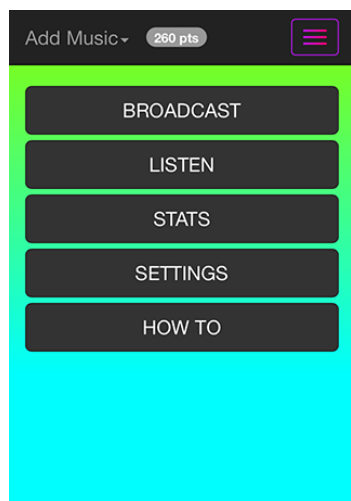 Add Music 260 pts
BROADCAST
LISTEN
STATS
SETTINGS
HOW TO